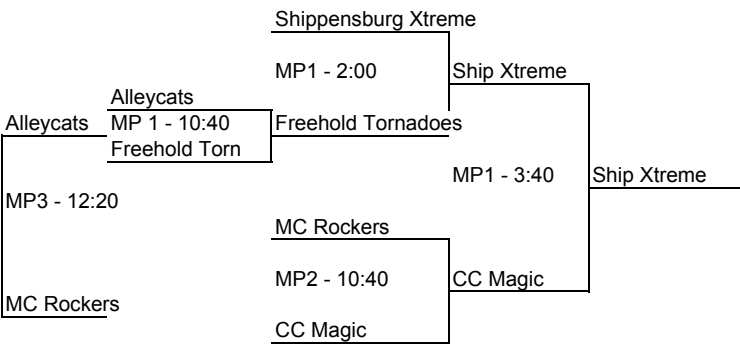 Shippensburg Xtreme
MP1 - 2:00
Ship Xtreme
Alleycats
Alleycats
MP 1 - 10:40
Freehold Tornadoes
Freehold Torn
MP1 - 3:40
Ship Xtreme
MP3 - 12:20
MC Rockers
MP2 - 10:40
CC Magic
MC Rockers
CC Magic